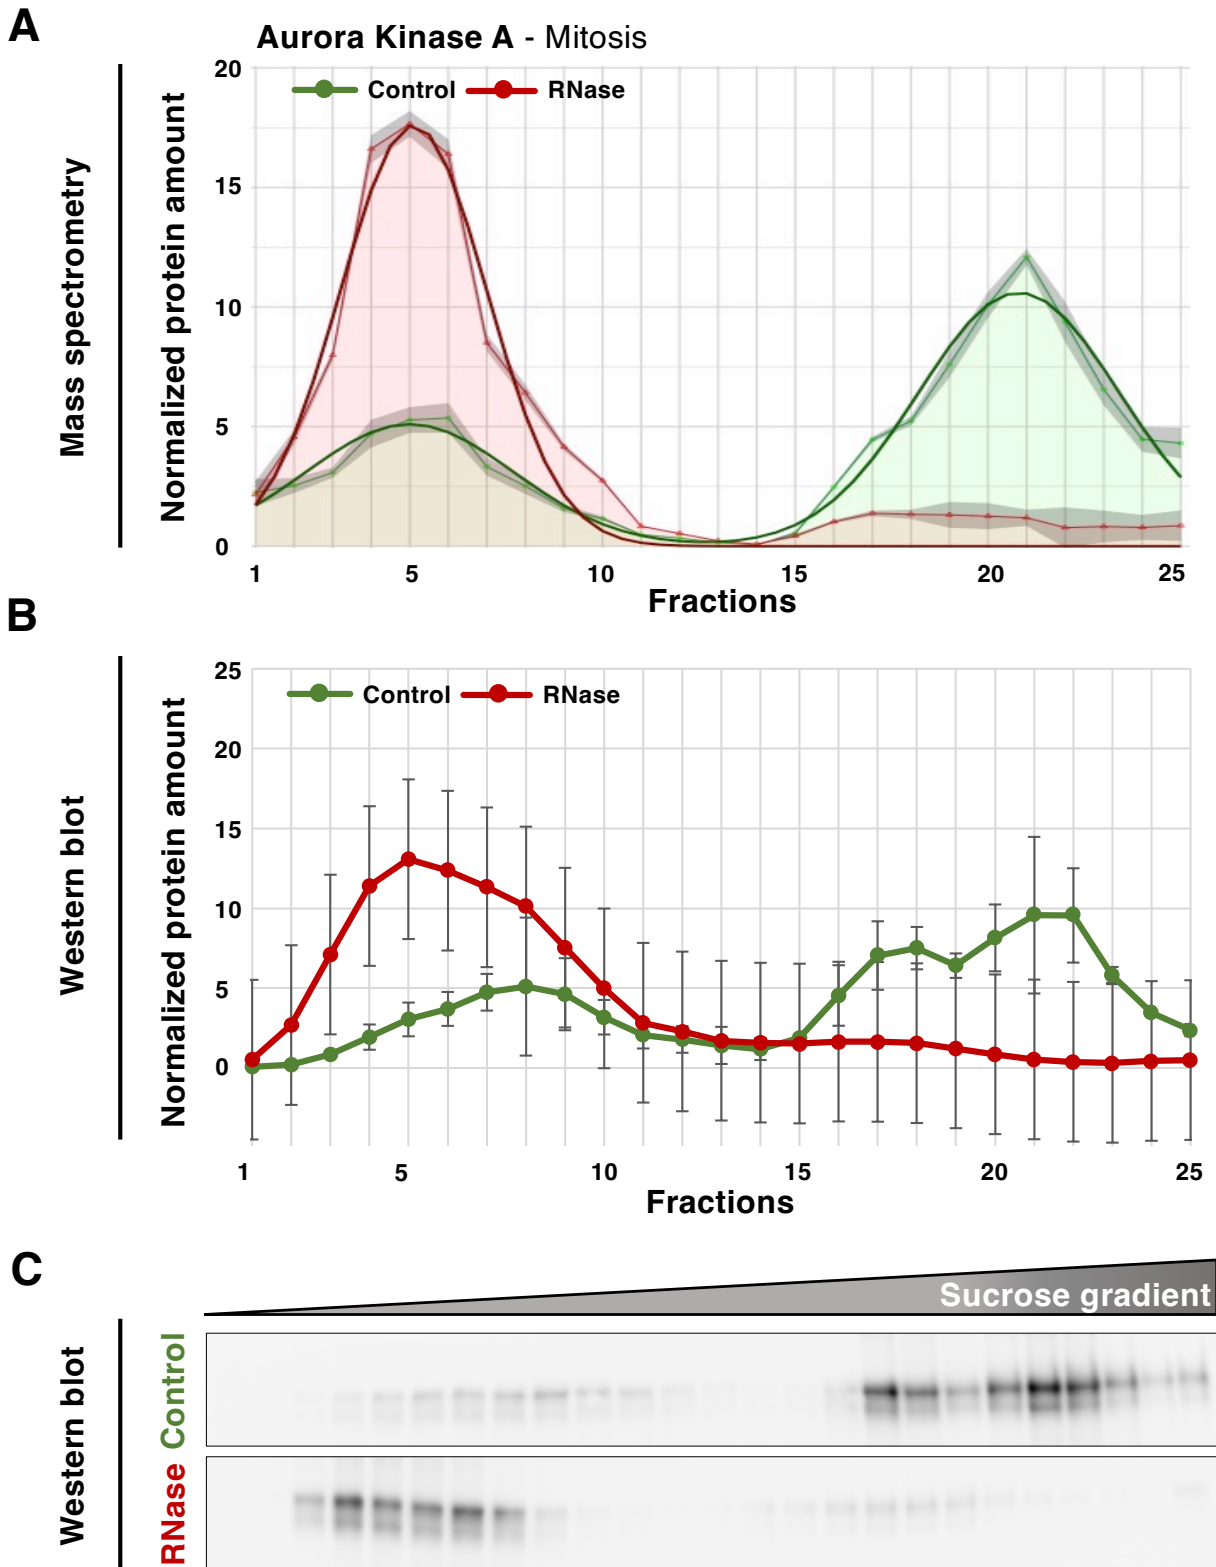 A
Aurora Kinase A - Mitosis
Mass spectrometry
Normalized protein amount
Control RNase
20
15
10
5
0
1 5 10 15 20 25
Fractions
B
Western blot
Normalized protein amount
Control RNase
25
20
15
10
5
0
1 5 10 15 20 25
Fractions
C
Sucrose gradient
Western blot
Control
RNase